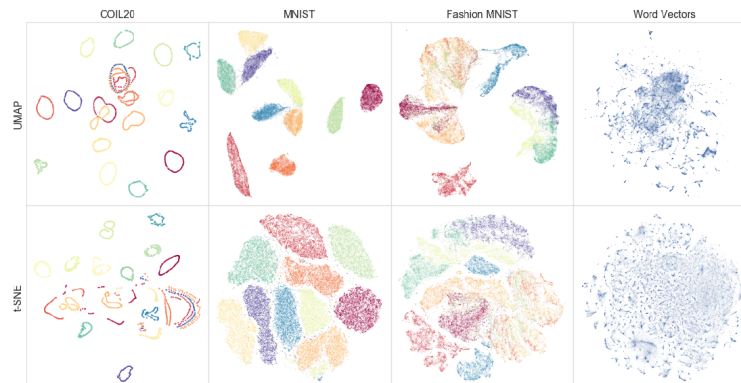 COIL20
MNIST
Fashion MNIST
Word Vectors
UMAP
t-SNE